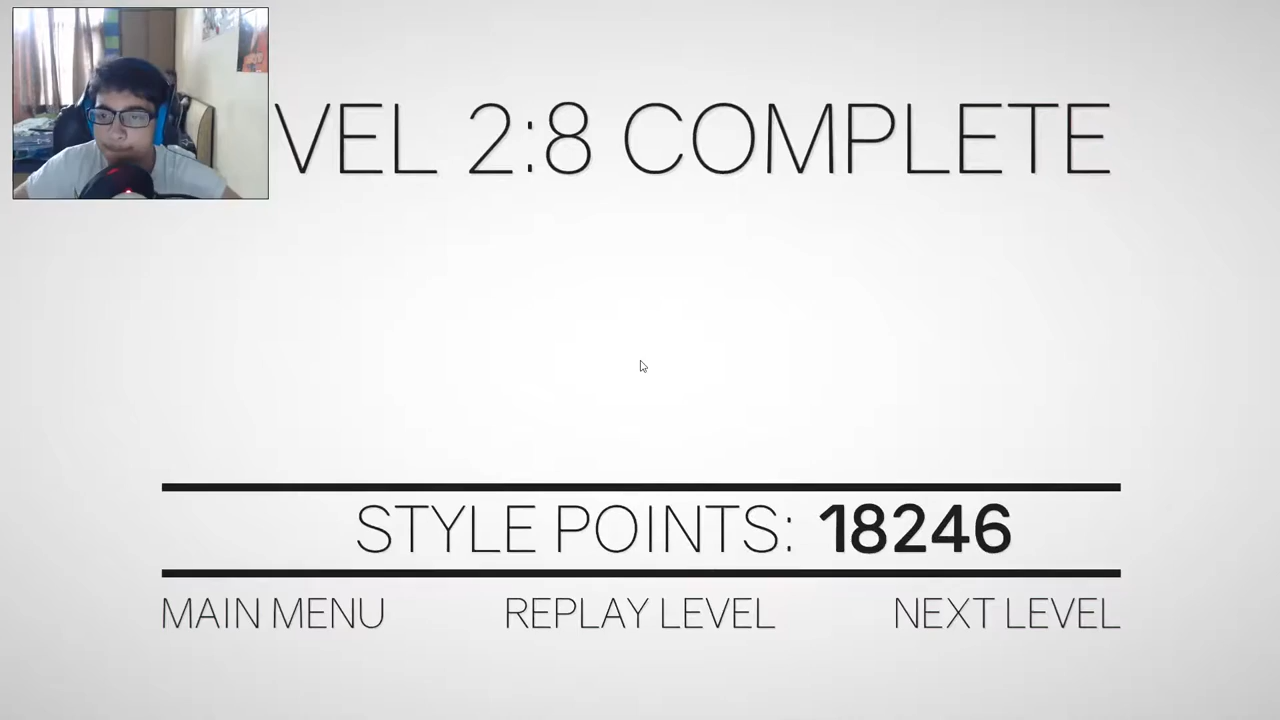 VEL 2:8 COMPLETE
STYLE POINTS: 18246
MAIN MENU REPLAY LEVEL NEXT LEVEL